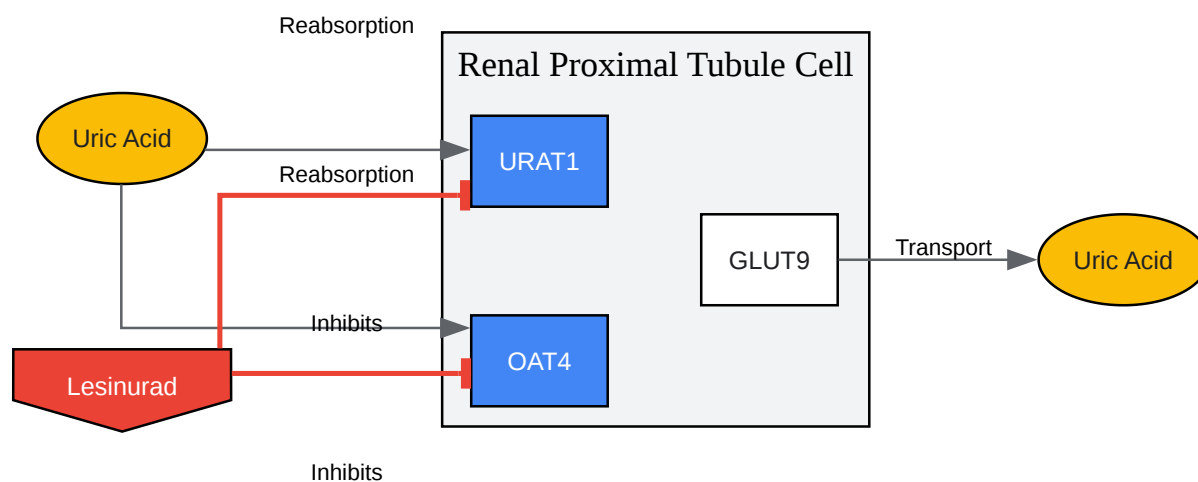 Reabsorption
Renal Proximal Tubule Cell
Uric Acid
URAT1
Reabsorption
GLUT9
Transport
Uric Acid
Inhibits
OAT4
Lesinurad
Inhibits